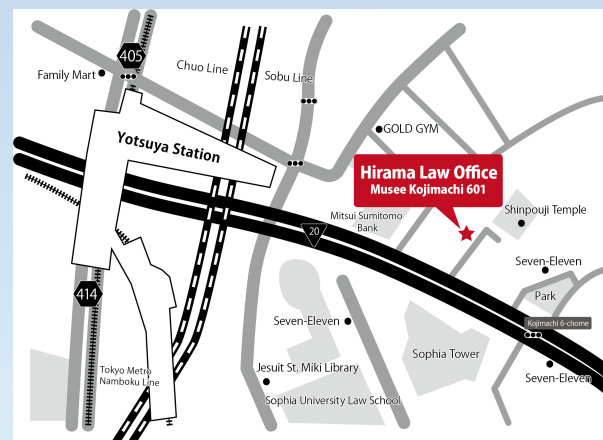 405
Family Mart
Chuo Line
Sobu Line
Yotsuya Station
GOLD GYM
Hirama Law Office
Musee Kojimachi 601
Mitsui Sumitomo
Bank
Shinpouji Temple
20
Seven-Eleven
414
Park
Seven-Eleven
Kojimachi 6-chome
Sophia Tower
Tokyo Metro
Namboku Line
Jesuit St. Miki Library
Seven-Eleven
Sophia University Law School